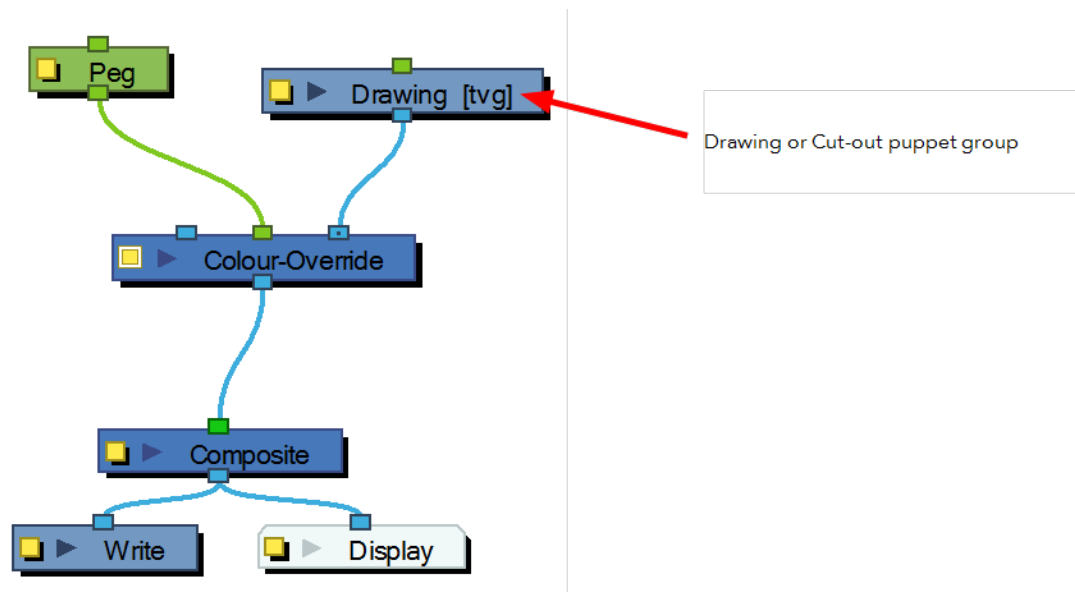 Peg
Drawing [tvg]
Drawing or Cut-out puppet group
Colour-Override
Composite
Write
Display